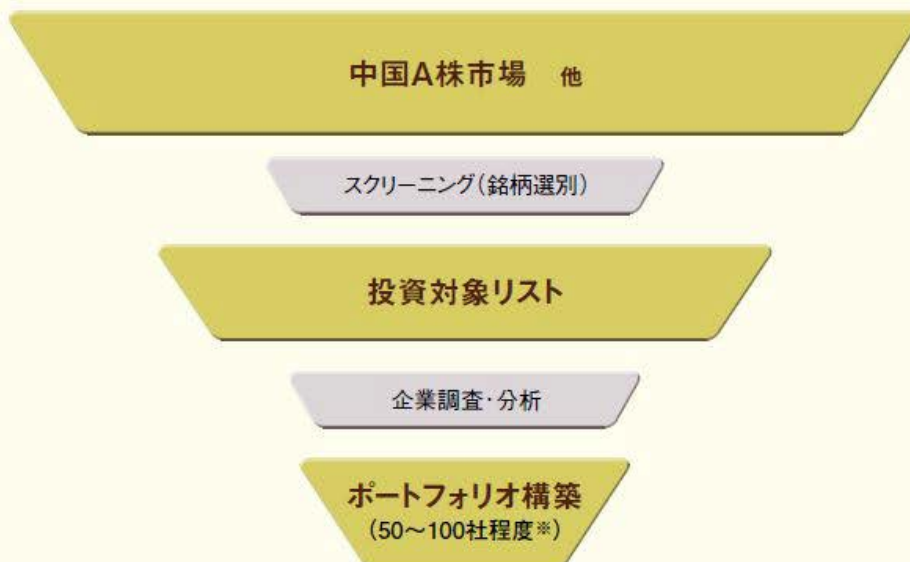 中国A株市場 他
スクリーニング(銘柄選別)
投資対象リスト
企業調査・分析
ポートフォリオ構築
(50～100社程度※)